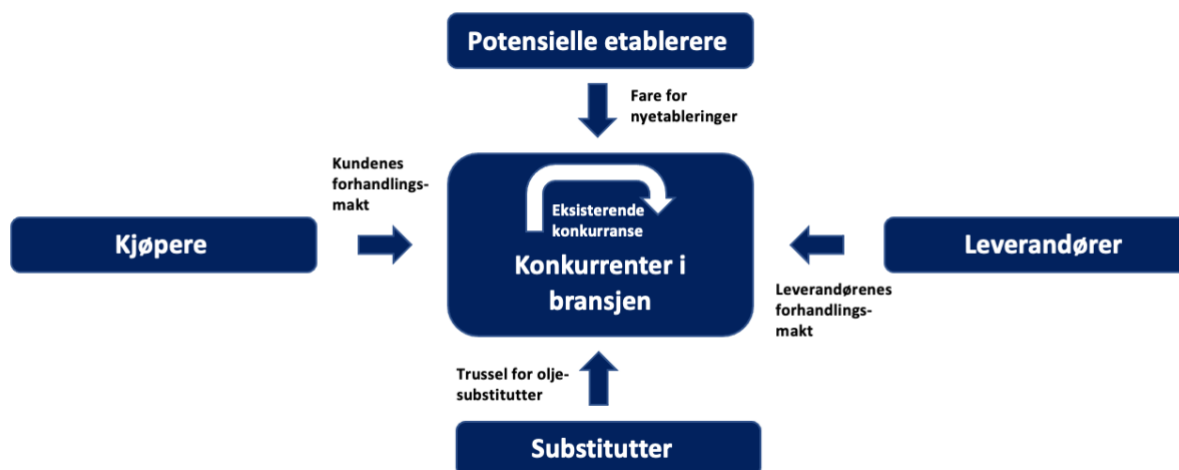 Potensielle etablerere
Fare for
nyetableringer
Kundenes
forhandlings-
makt
Kjøpere
Eksisterende
konkurranse
Konkurrenter i
bransjen
Leverandører
Leverandørenes
forhandlings-
makt
Trussel for olje-
substitutter
Substitutter